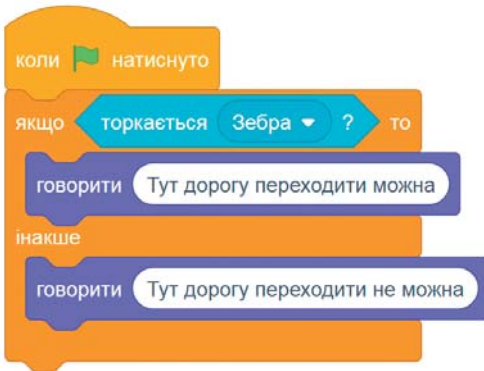 коли натиснуто
якщо торкається Зебра ? то
говорити Тут дорогу переходити можна
інакше
говорити Тут дорогу переходити не можна